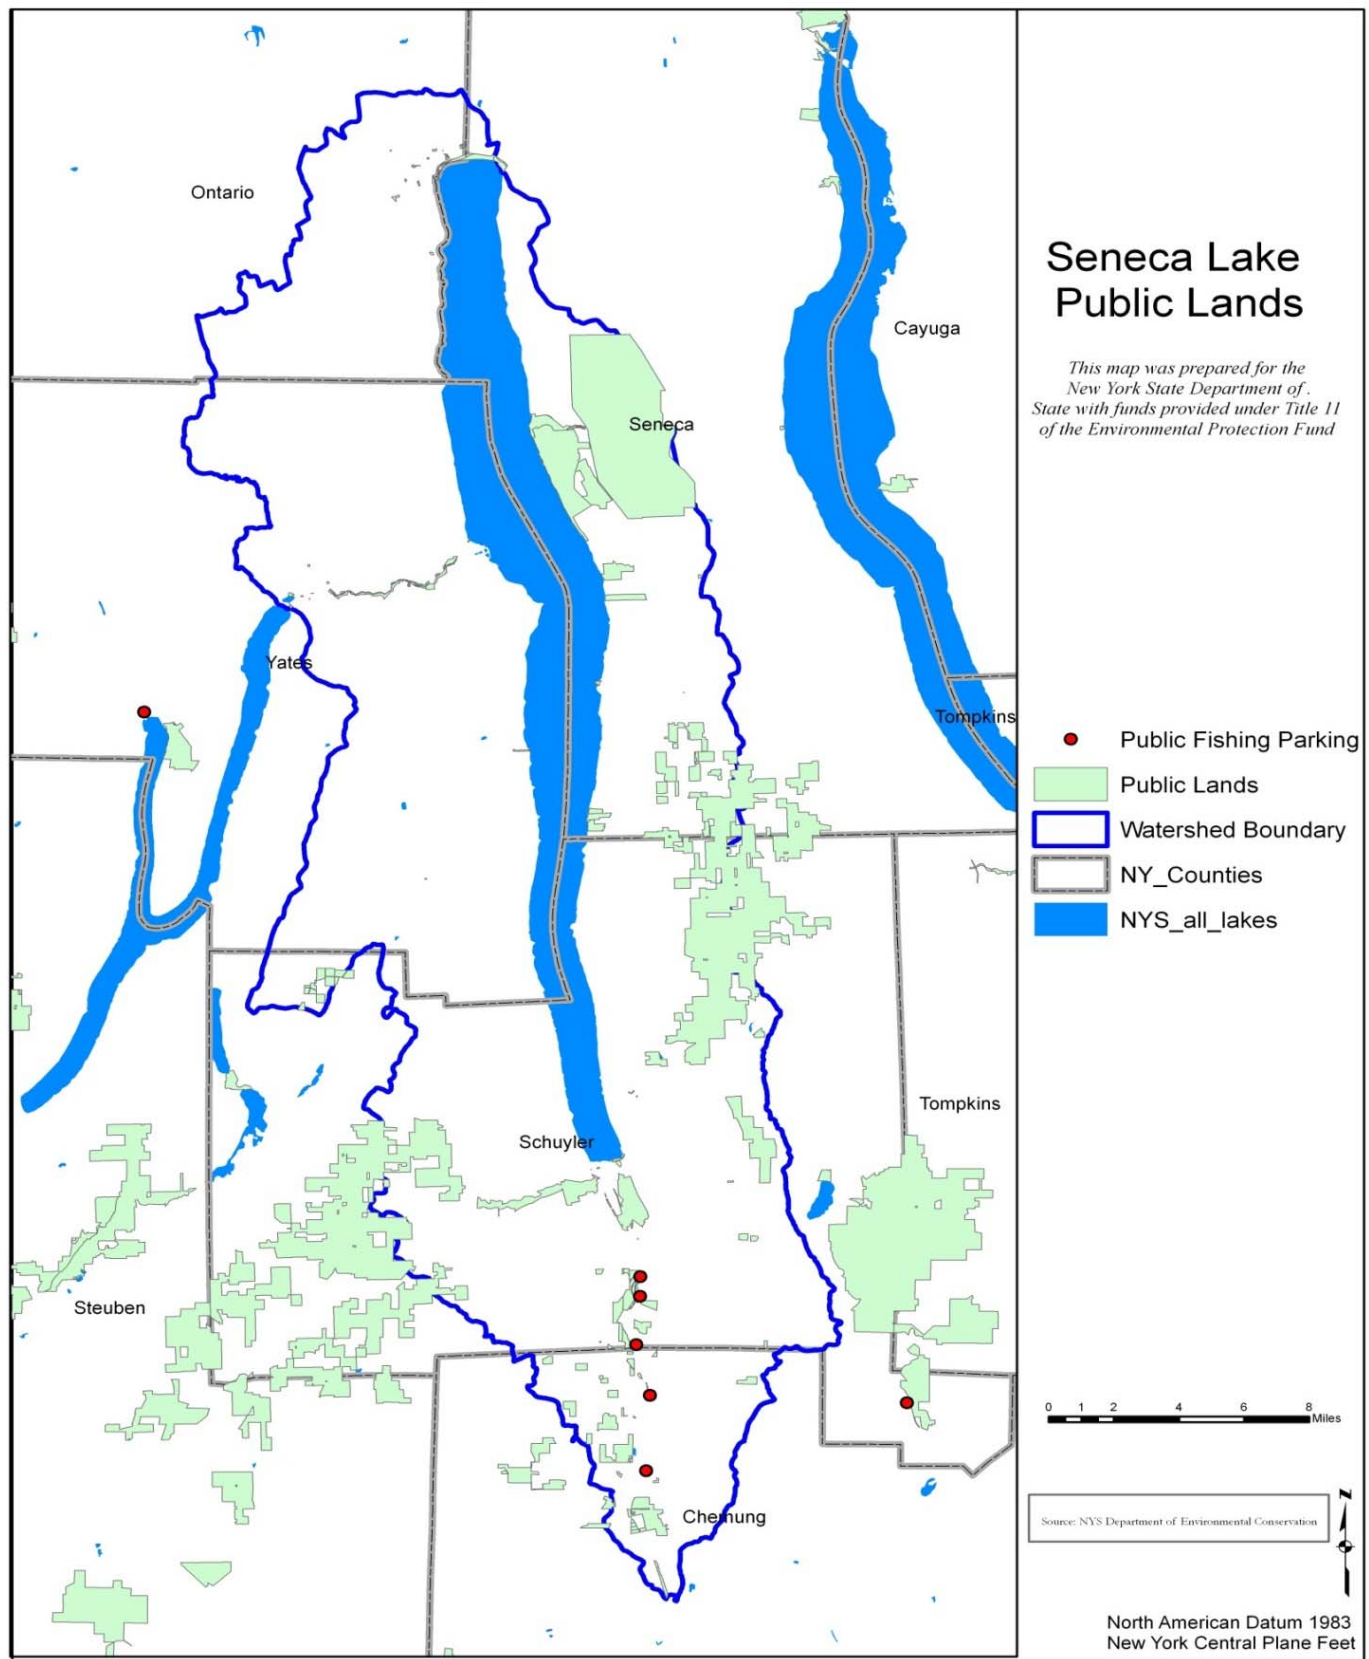 Seneca Lake
Public Lands
This map was prepared for the
New York State Department of .
State with funds provided under Title 11
of the Environmental Protection Fund
Ontario
Cayuga
Seneca
Yates
Tompkins
Tompkins
Schuyler
Steuben
Chemung
Public Fishing Parking
Public Lands
Watershed Boundary
NY_Counties
NYS_all_lakes
0 1 2 4 6 8
Miles
Source: NYS Department of Environmental Conservation
N
North American Datum 1983
New York Central Plane Feet